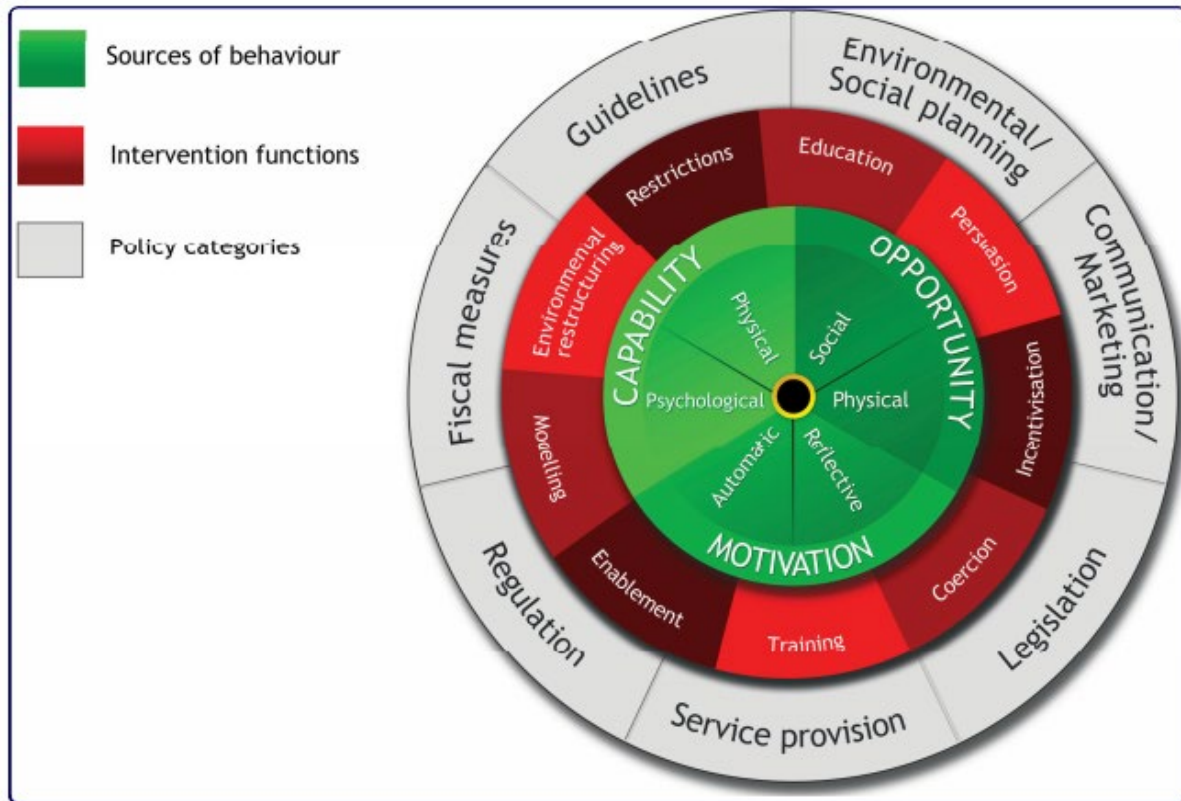 Sources of behaviour
Intervention functions
Policy categories
Guidelines
Environmental/
Social planning
Communication/
Marketing
Legislation
Service provision
Regulation
Fiscal measures
Restrictions
Education
Persuasion
Incentivisation
Coercion
Training
Enablement
Modelling
Environmental
restructuring
CAPABILITY
OPPORTUNITY
MOTIVATION
Physical
Social
Psychological
Physical
Automatic
Reflective